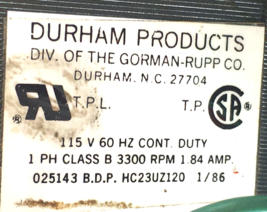 DURHAM PRODUCTS
DIV. OF THE GORMAN-RUPP CO.
DURHAM, N.C. 27704
T.P.L. T.P.
115 V 60 HZ CONT. DUTY
1 PH CLASS B 3300 RPM 1.84 AMP.
025143 B.D.P. HC23UZ120 1/86